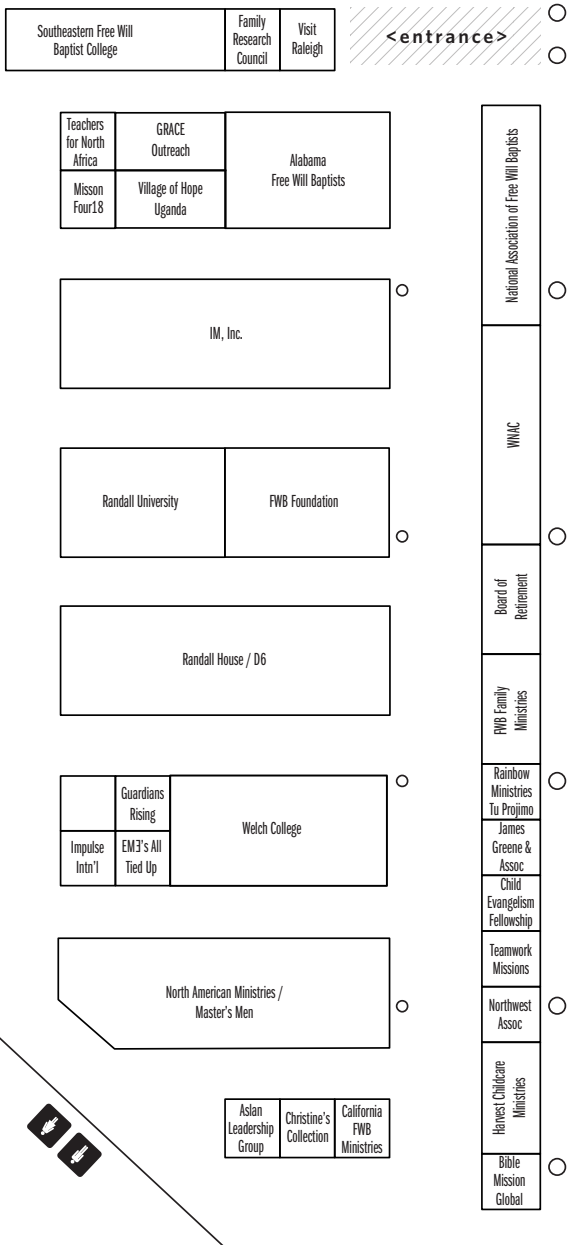 Southeastern Free Will
Baptist College
Family
Research
Council
Visit
Raleigh
<entrance>
Teachers
for North
Africa
GRACE
Outreach
Alabama
Free Will Baptists
Misson
Four18
Village of Hope
Uganda
National Association of Free Will Baptists
IM, Inc.
WNAC
Randall University
FWB Foundation
Board of
Retirement
Randall House / D6
FWB Family
Ministries
Rainbow
Ministries
Tu Projimo
Guardians
Rising
Welch College
Impulse
Intn'l
EMƎ's All
Tied Up
James
Greene &
Assoc
Child
Evangelism
Fellowship
Teamwork
Missions
North American Ministries /
Master's Men
Northwest
Assoc
Harvest Childcare
Ministries
Aslan
Leadership
Group
Christine's
Collection
California
FWB
Ministries
Bible
Mission
Global